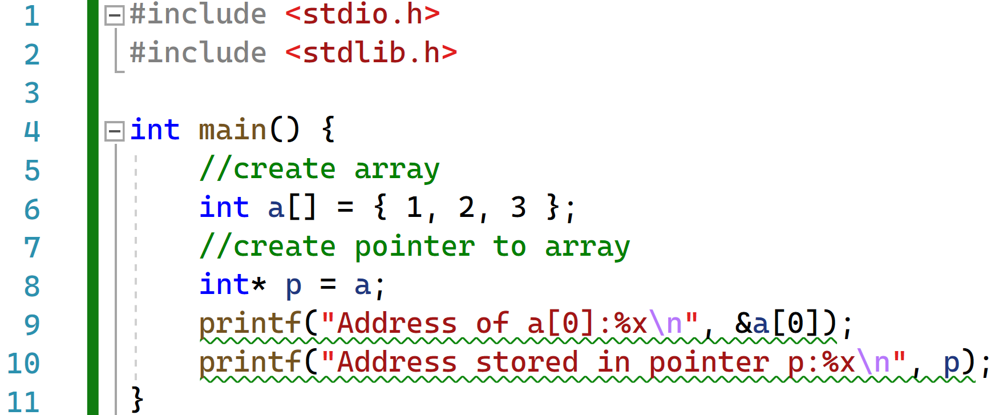 1 #include <stdio.h>
2 #include <stdlib.h>
3
4 int main() {
5 //create array
6 int a[] = { 1, 2, 3 };
7 //create pointer to array
8 int* p = a;
9 printf("Address of a[0]:%x\n", &a[0]);
10 printf("Address stored in pointer p:%x\n", p);
11 }